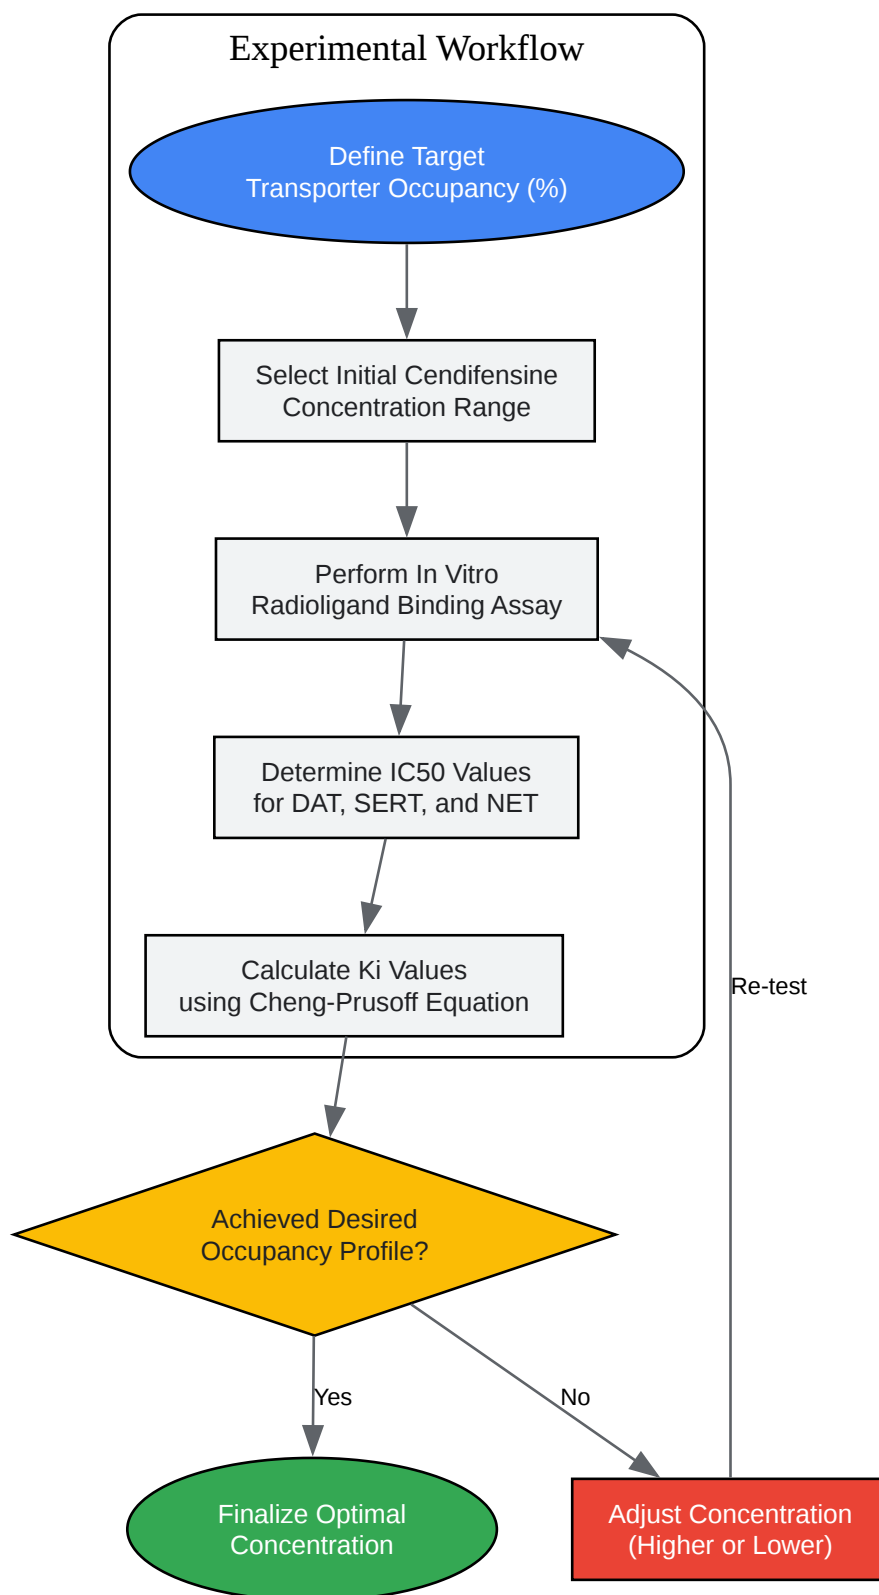 Experimental Workflow
Define Target
Transporter Occupancy (%)
Select Initial Cendifensine
Concentration Range
Perform In Vitro
Radioligand Binding Assay
Determine IC50 Values
for DAT, SERT, and NET
Calculate Ki Values
using Cheng-Prusoff Equation
Re-test
Achieved Desired
Occupancy Profile?
Yes
No
Finalize Optimal
Concentration
Adjust Concentration
(Higher or Lower)